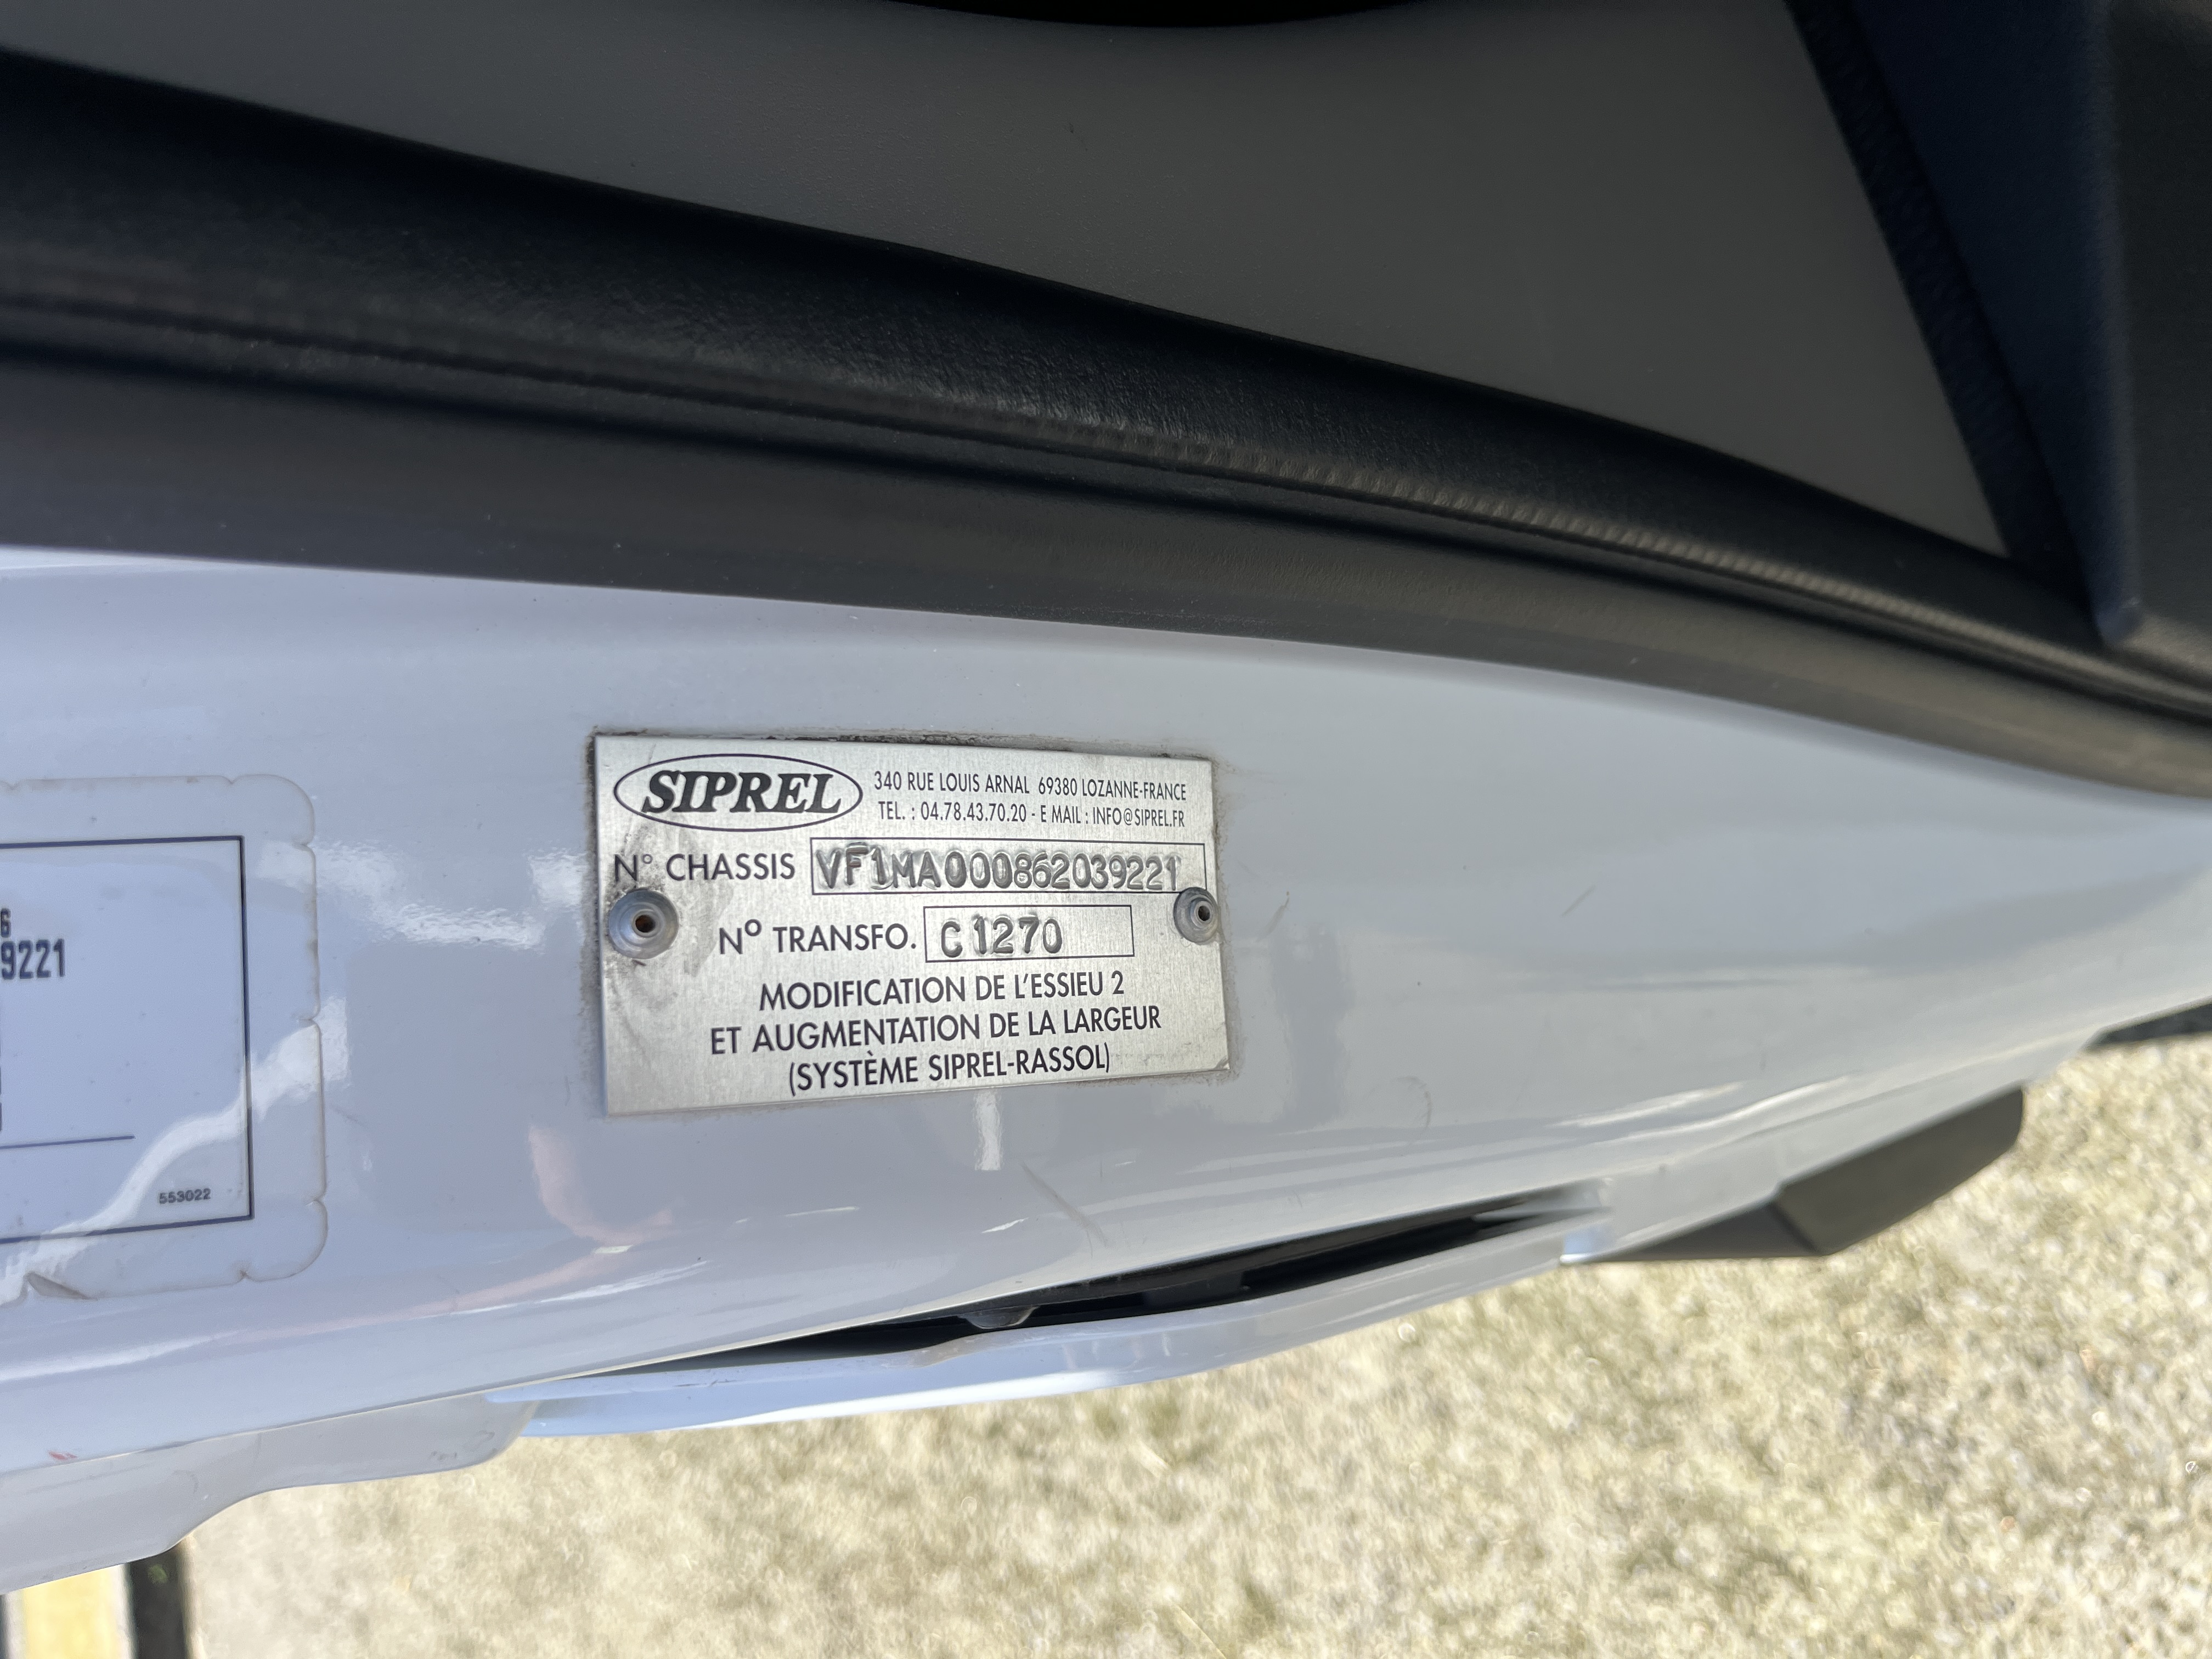 SIPREL
340 RUE LOUIS ARNAL 69380 LOZANNE-FRANCE
TEL. : 04.78.43.70.20 - E MAIL : INFO@SIPREL.FR
N° CHASSIS VF1MA000862039221
N° TRANSFO. C1270
MODIFICATION DE L'ESSIEU 2
ET AUGMENTATION DE LA LARGEUR
(SYSTÈME SIPREL-RASSOL)
6
9221
553022